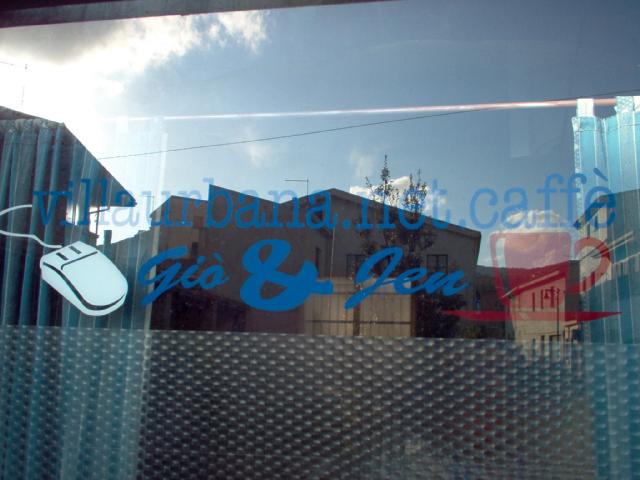 villaurbana.net.caffè
Giò & Jen